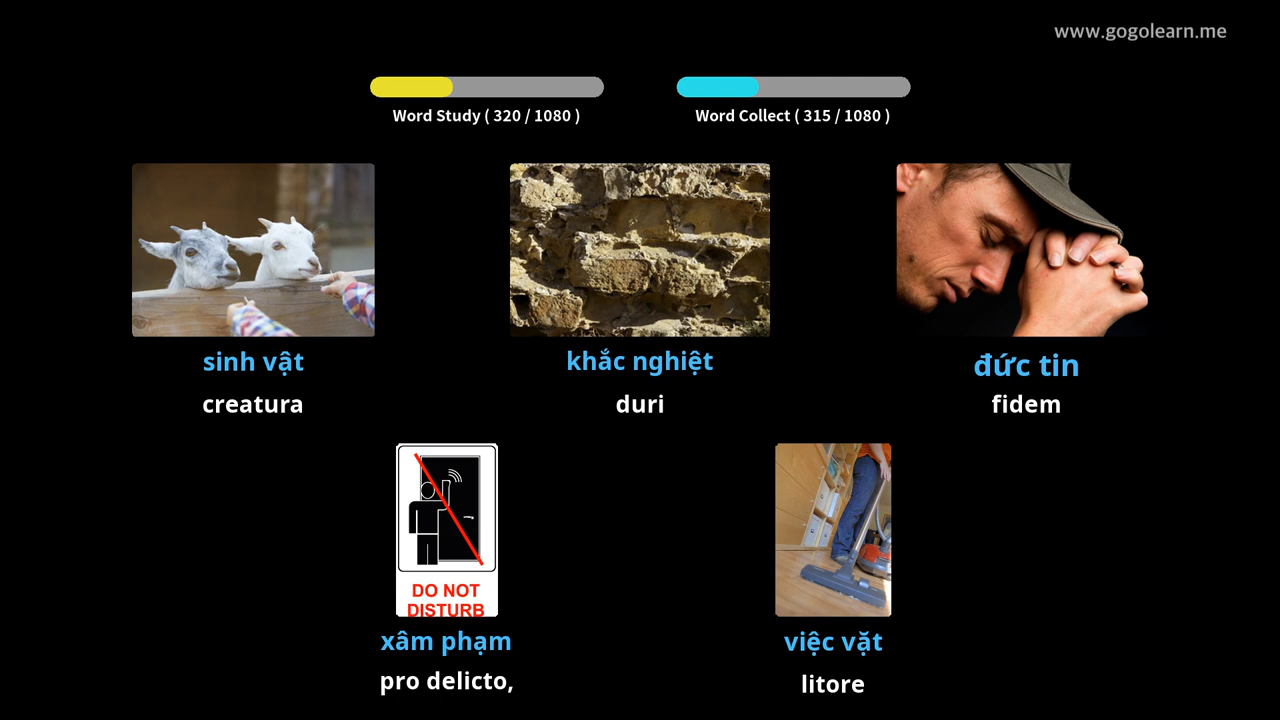 www.gogolearn.me
Word Study ( 320 / 1080 )
Word Collect ( 315 / 1080 )
sinh vật
khắc nghiệt
đức tin
creatura
duri
fidem
DO NOT
DISTURB
xâm phạm
việc vặt
pro delicto,
litore